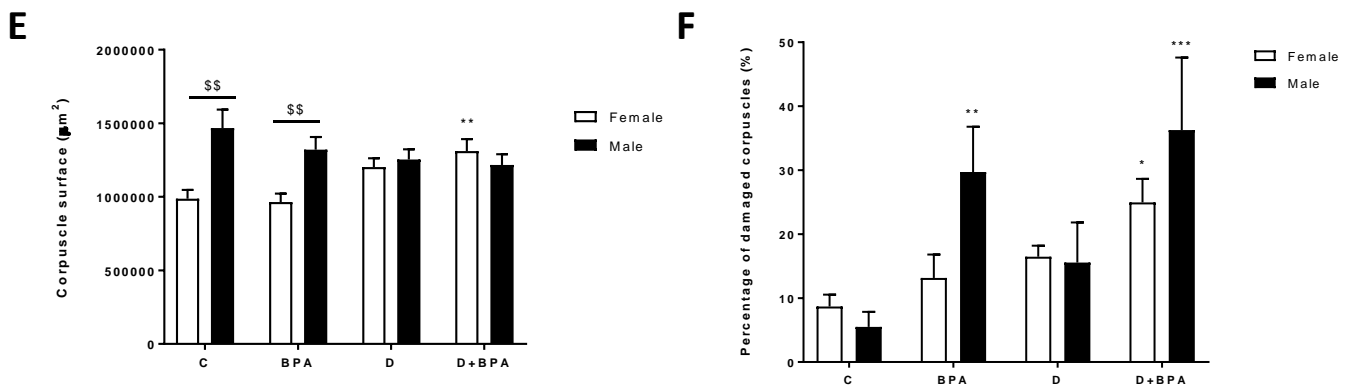 E
Corpuscle surface (µm²)
2000000
1500000
1000000
500000
0
$$
$$
**
C
BPA
D
D+BPA
Female
Male
F
Percentage of damaged corpuscles (%)
50
40
30
20
10
0
**
*
***
C
BPA
D
D+BPA
Female
Male